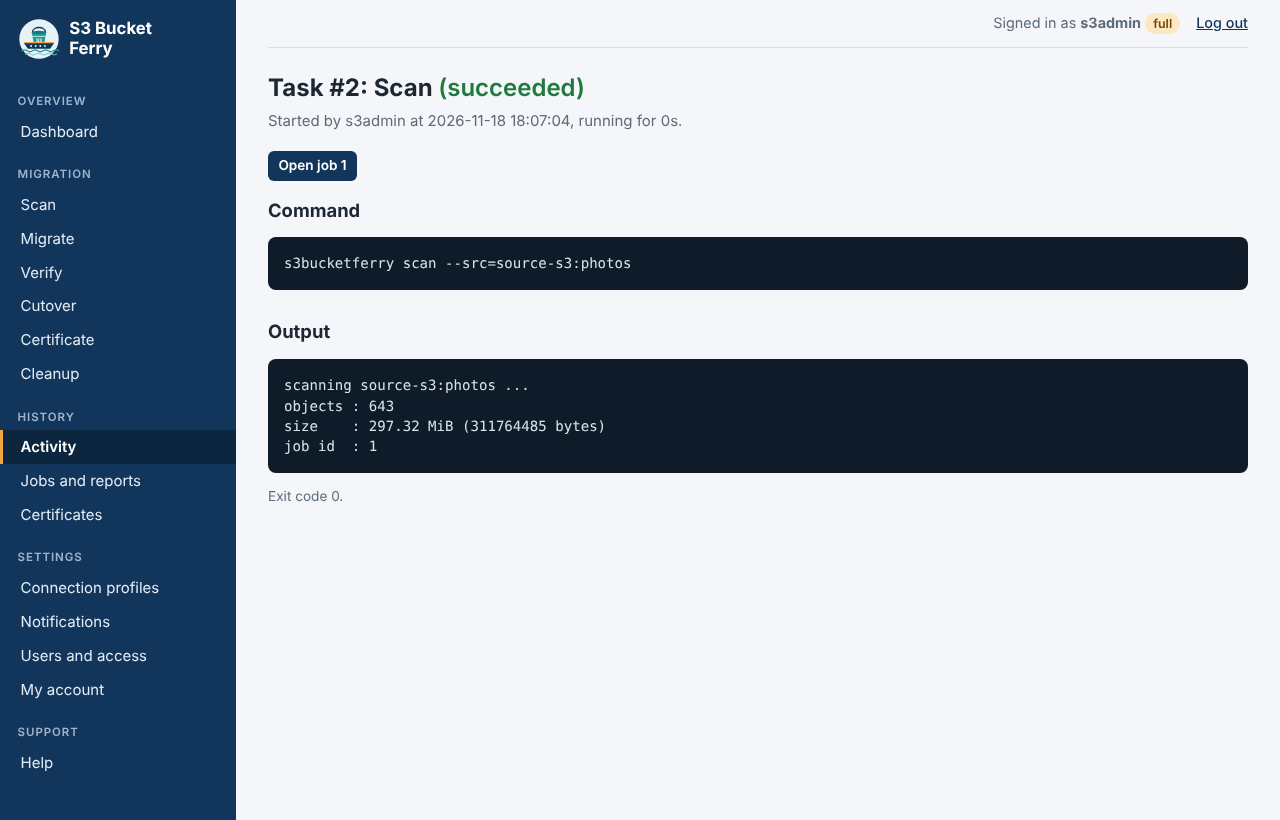 S3 Bucket
Ferry
OVERVIEW
Dashboard
MIGRATION
Scan
Migrate
Verify
Cutover
Certificate
Cleanup
HISTORY
Activity
Jobs and reports
Certificates
SETTINGS
Connection profiles
Notifications
Users and access
My account
SUPPORT
Help
Signed in as s3admin full Log out
Task #2: Scan (succeeded)
Started by s3admin at 2026-11-18 18:07:04, running for 0s.
Open job 1
Command
s3bucketferry scan --src=source-s3:photos
Output
scanning source-s3:photos ...
objects : 643
size    : 297.32 MiB (311764485 bytes)
job id  : 1
Exit code 0.